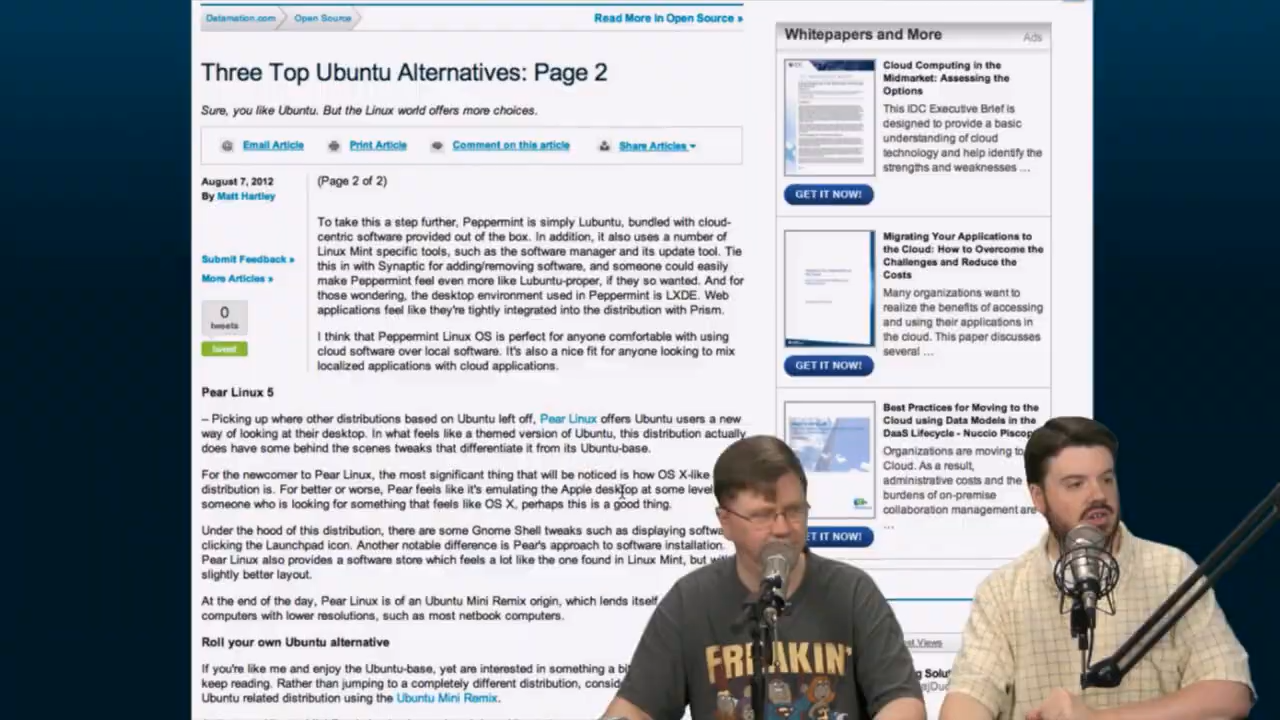 Datamation.com
Open Source
Read More in Open Source »
Three Top Ubuntu Alternatives: Page 2
Sure, you like Ubuntu. But the Linux world offers more choices.
Email Article
Print Article
Comment on this article
Share Articles
August 7, 2012
By Matt Hartley
Submit Feedback »
More Articles »
0
tweets
tweet
(Page 2 of 2)
To take this a step further, Peppermint is simply Lubuntu, bundled with cloud-
centric software provided out of the box. In addition, it also uses a number of
Linux Mint specific tools, such as the software manager and its update tool. Tie
this in with Synaptic for adding/removing software, and someone could easily
make Peppermint feel even more like Lubuntu-proper, if they so wanted. And for
those wondering, the desktop environment used in Peppermint is LXDE. Web
applications feel like they're tightly integrated into the distribution with Prism.
I think that Peppermint Linux OS is perfect for anyone comfortable with using
cloud software over local software. It's also a nice fit for anyone looking to mix
localized applications with cloud applications.
Pear Linux 5
– Picking up where other distributions based on Ubuntu left off, Pear Linux offers Ubuntu users a new
way of looking at their desktop. In what feels like a themed version of Ubuntu, this distribution actually
does have some behind the scenes tweaks that differentiate it from its Ubuntu-base.
For the newcomer to Pear Linux, the most significant thing that will be noticed is how OS X-like
distribution is. For better or worse, Pear feels like it's emulating the Apple desktop at some level
someone who is looking for something that feels like OS X, perhaps this is a good thing.
Under the hood of this distribution, there are some Gnome Shell tweaks such as displaying
clicking the Launchpad icon. Another notable difference is Pear's approach to software installation.
Pear Linux also provides a software store which feels a lot like the one found in Linux Mint, but
slightly better layout.
At the end of the day, Pear Linux is of an Ubuntu Mini Remix origin, which lends itself
computers with lower resolutions, such as most netbook computers.
Roll your own Ubuntu alternative
If you're like me and enjoy the Ubuntu-base, yet are interested in something a
keep reading. Rather than jumping to a completely different distribution,
Ubuntu related distribution using the Ubuntu Mini Remix.
Whitepapers and More
Ads
Cloud Computing in the
Midmarket: Assessing the
Options
This IDC Executive Brief is
designed to provide a basic
understanding of cloud
technology and help identify the
strengths and weaknesses ...
GET IT NOW!
Migrating Your Applications to
the Cloud: How to Overcome the
Challenges and Reduce the
Costs
Many organizations want to
realize the benefits of accessing
and using their applications in
the cloud. This paper discusses
several ...
GET IT NOW!
Best Practices for Moving to the
Cloud using Data Models in the
DaaS Lifecycle - Nuccio Piscop
Organizations are moving to
Cloud. As a result,
administrative costs and the
burdens of on-premise
collaboration management are
...
ET IT NOW!
Views
FREAKIN'